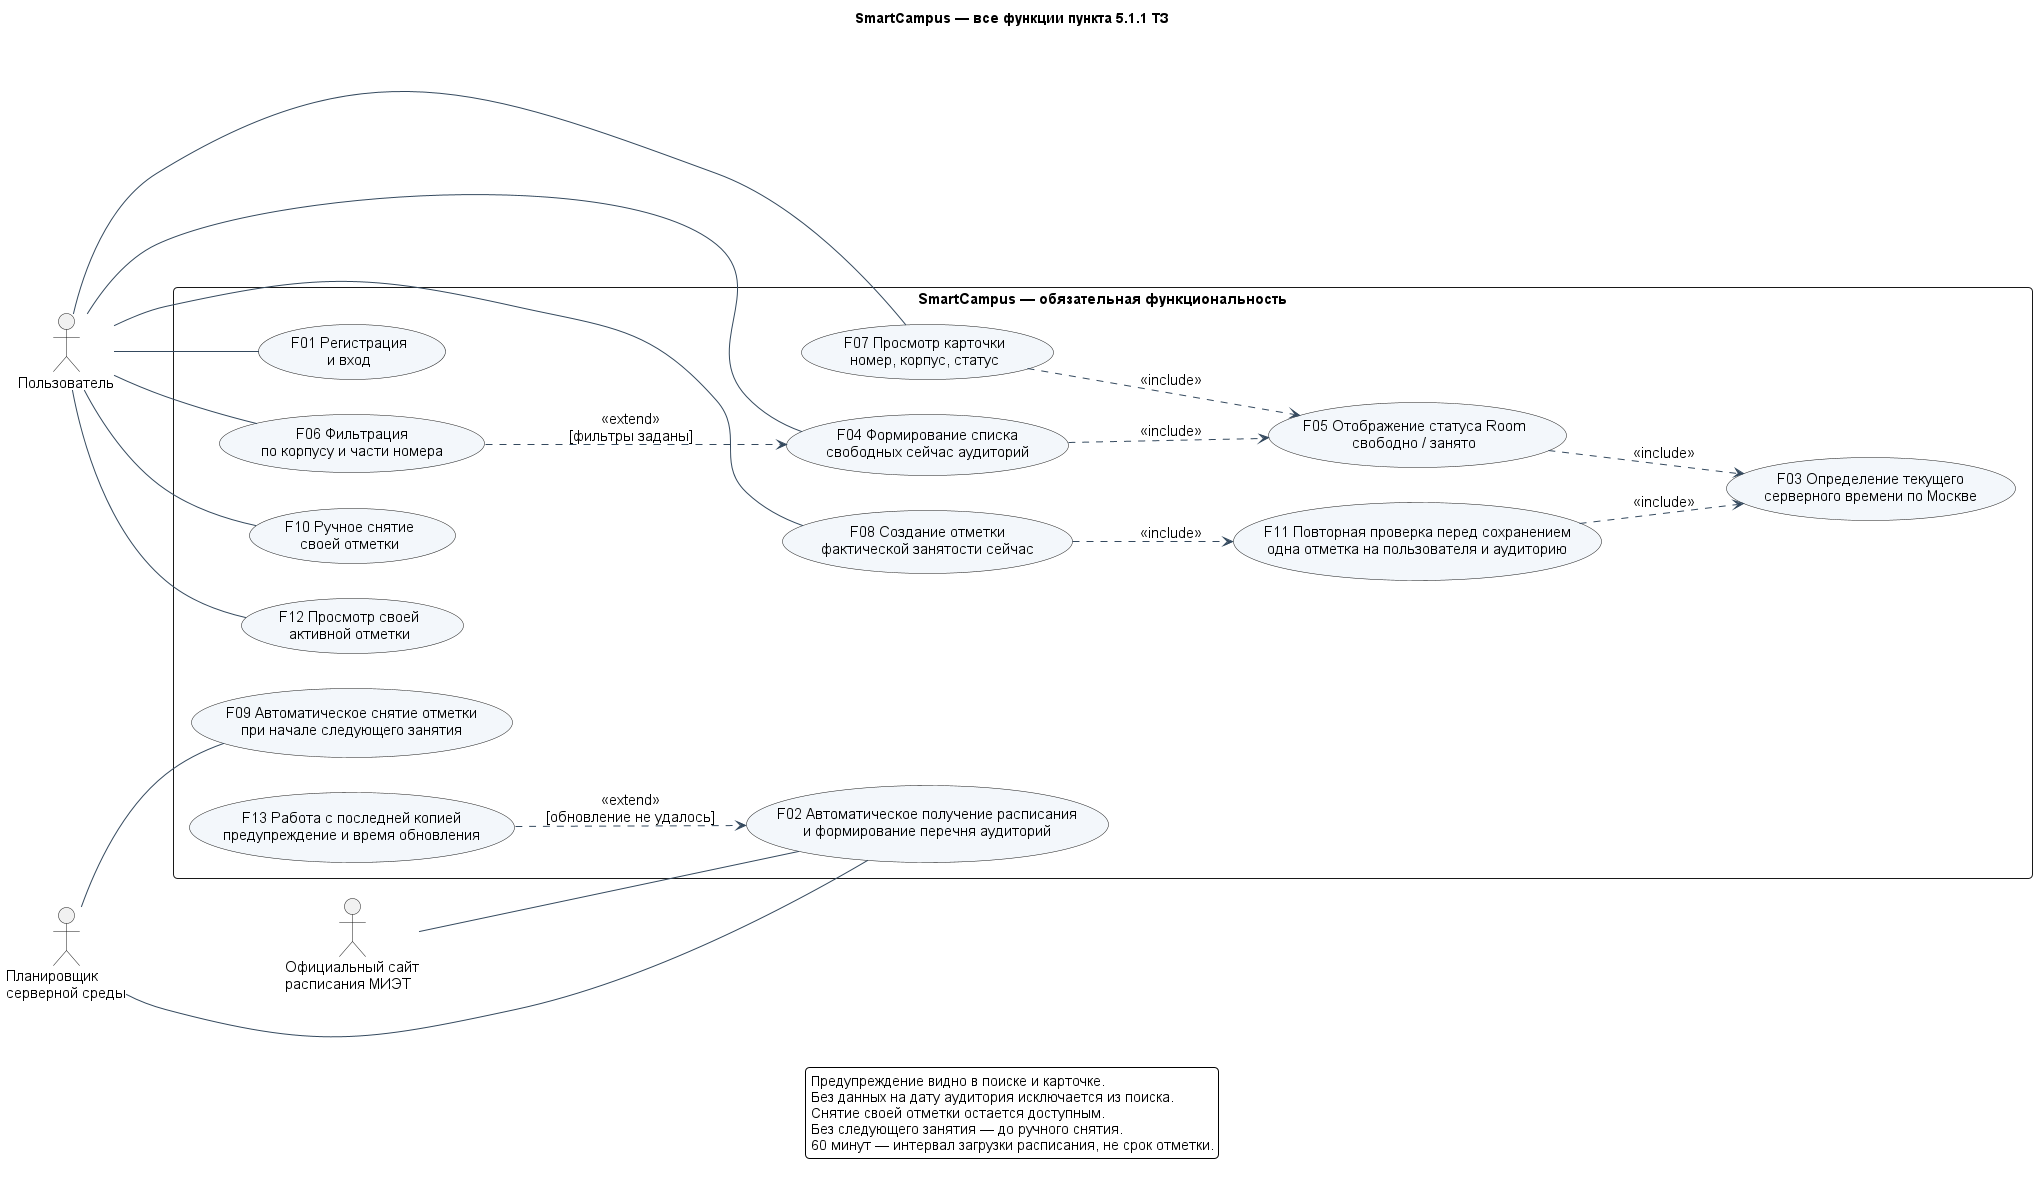 SmartCampus — все функции пункта 5.1.1 ТЗ
SmartCampus — обязательная функциональность
Пользователь
F01 Регистрация
и вход
F07 Просмотр карточки
номер, корпус, статус
«include»
F06 Фильтрация
по корпусу и части номера
«extend»
[фильтры заданы]
F04 Формирование списка
свободных сейчас аудиторий
«include»
F05 Отображение статуса Room
свободно / занято
«include»
F03 Определение текущего
серверного времени по Москве
«include»
F10 Ручное снятие
своей отметки
F08 Создание отметки
фактической занятости сейчас
«include»
F11 Повторная проверка перед сохранением
одна отметка на пользователя и аудиторию
F12 Просмотр своей
активной отметки
F09 Автоматическое снятие отметки
при начале следующего занятия
F13 Работа с последней копией
предупреждение и время обновления
«extend»
[обновление не удалось]
F02 Автоматическое получение расписания
и формирование перечня аудиторий
Планировщик
серверной среды
Официальный сайт
расписания МИЭТ
Предупреждение видно в поиске и карточке.
Без данных на дату аудитория исключается из поиска.
Снятие своей отметки остается доступным.
Без следующего занятия — до ручного снятия.
60 минут — интервал загрузки расписания, не срок отметки.